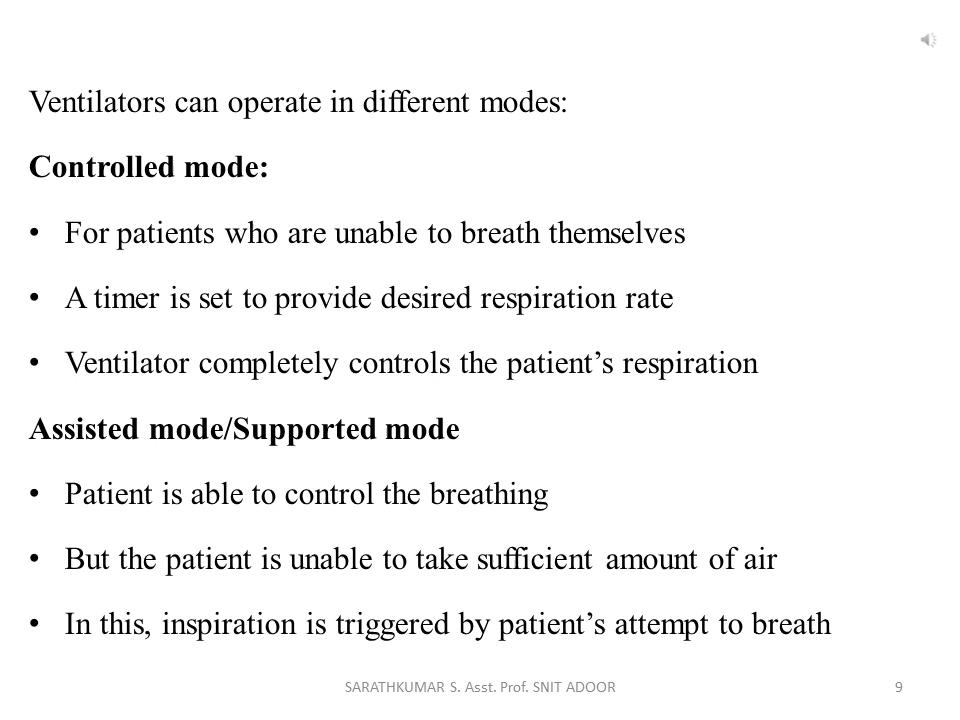 Ventilators can operate in different modes:
Controlled mode:
• For patients who are unable to breath themselves
• A timer is set to provide desired respiration rate
• Ventilator completely controls the patient’s respiration
Assisted mode/Supported mode
• Patient is able to control the breathing
• But the patient is unable to take sufficient amount of air
• In this, inspiration is triggered by patient’s attempt to breath
SARATHKUMAR S. Asst. Prof. SNIT ADOOR
9